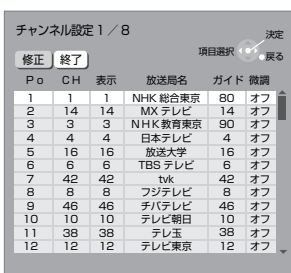 チャンネル設定 1 ／ 8
決定
項目選択
戻る
修正 終了
Ｐｏ ＣＨ 表示 放送局名 ガイド 微調
1 1 1 NHK 総合東京 80 オフ
2 14 14 MX テレビ 14 オフ
3 3 3 ＮＨＫ教育東京 90 オフ
4 4 4 日本テレビ 4 オフ
5 16 16 放送大学 16 オフ
6 6 6 TBS テレビ 6 オフ
7 42 42 tvk 42 オフ
8 8 8 フジテレビ 8 オフ
9 46 46 チバテレビ 46 オフ
10 10 10 テレビ朝日 10 オフ
11 38 38 テレ玉 38 オフ
12 12 12 テレビ東京 12 オフ